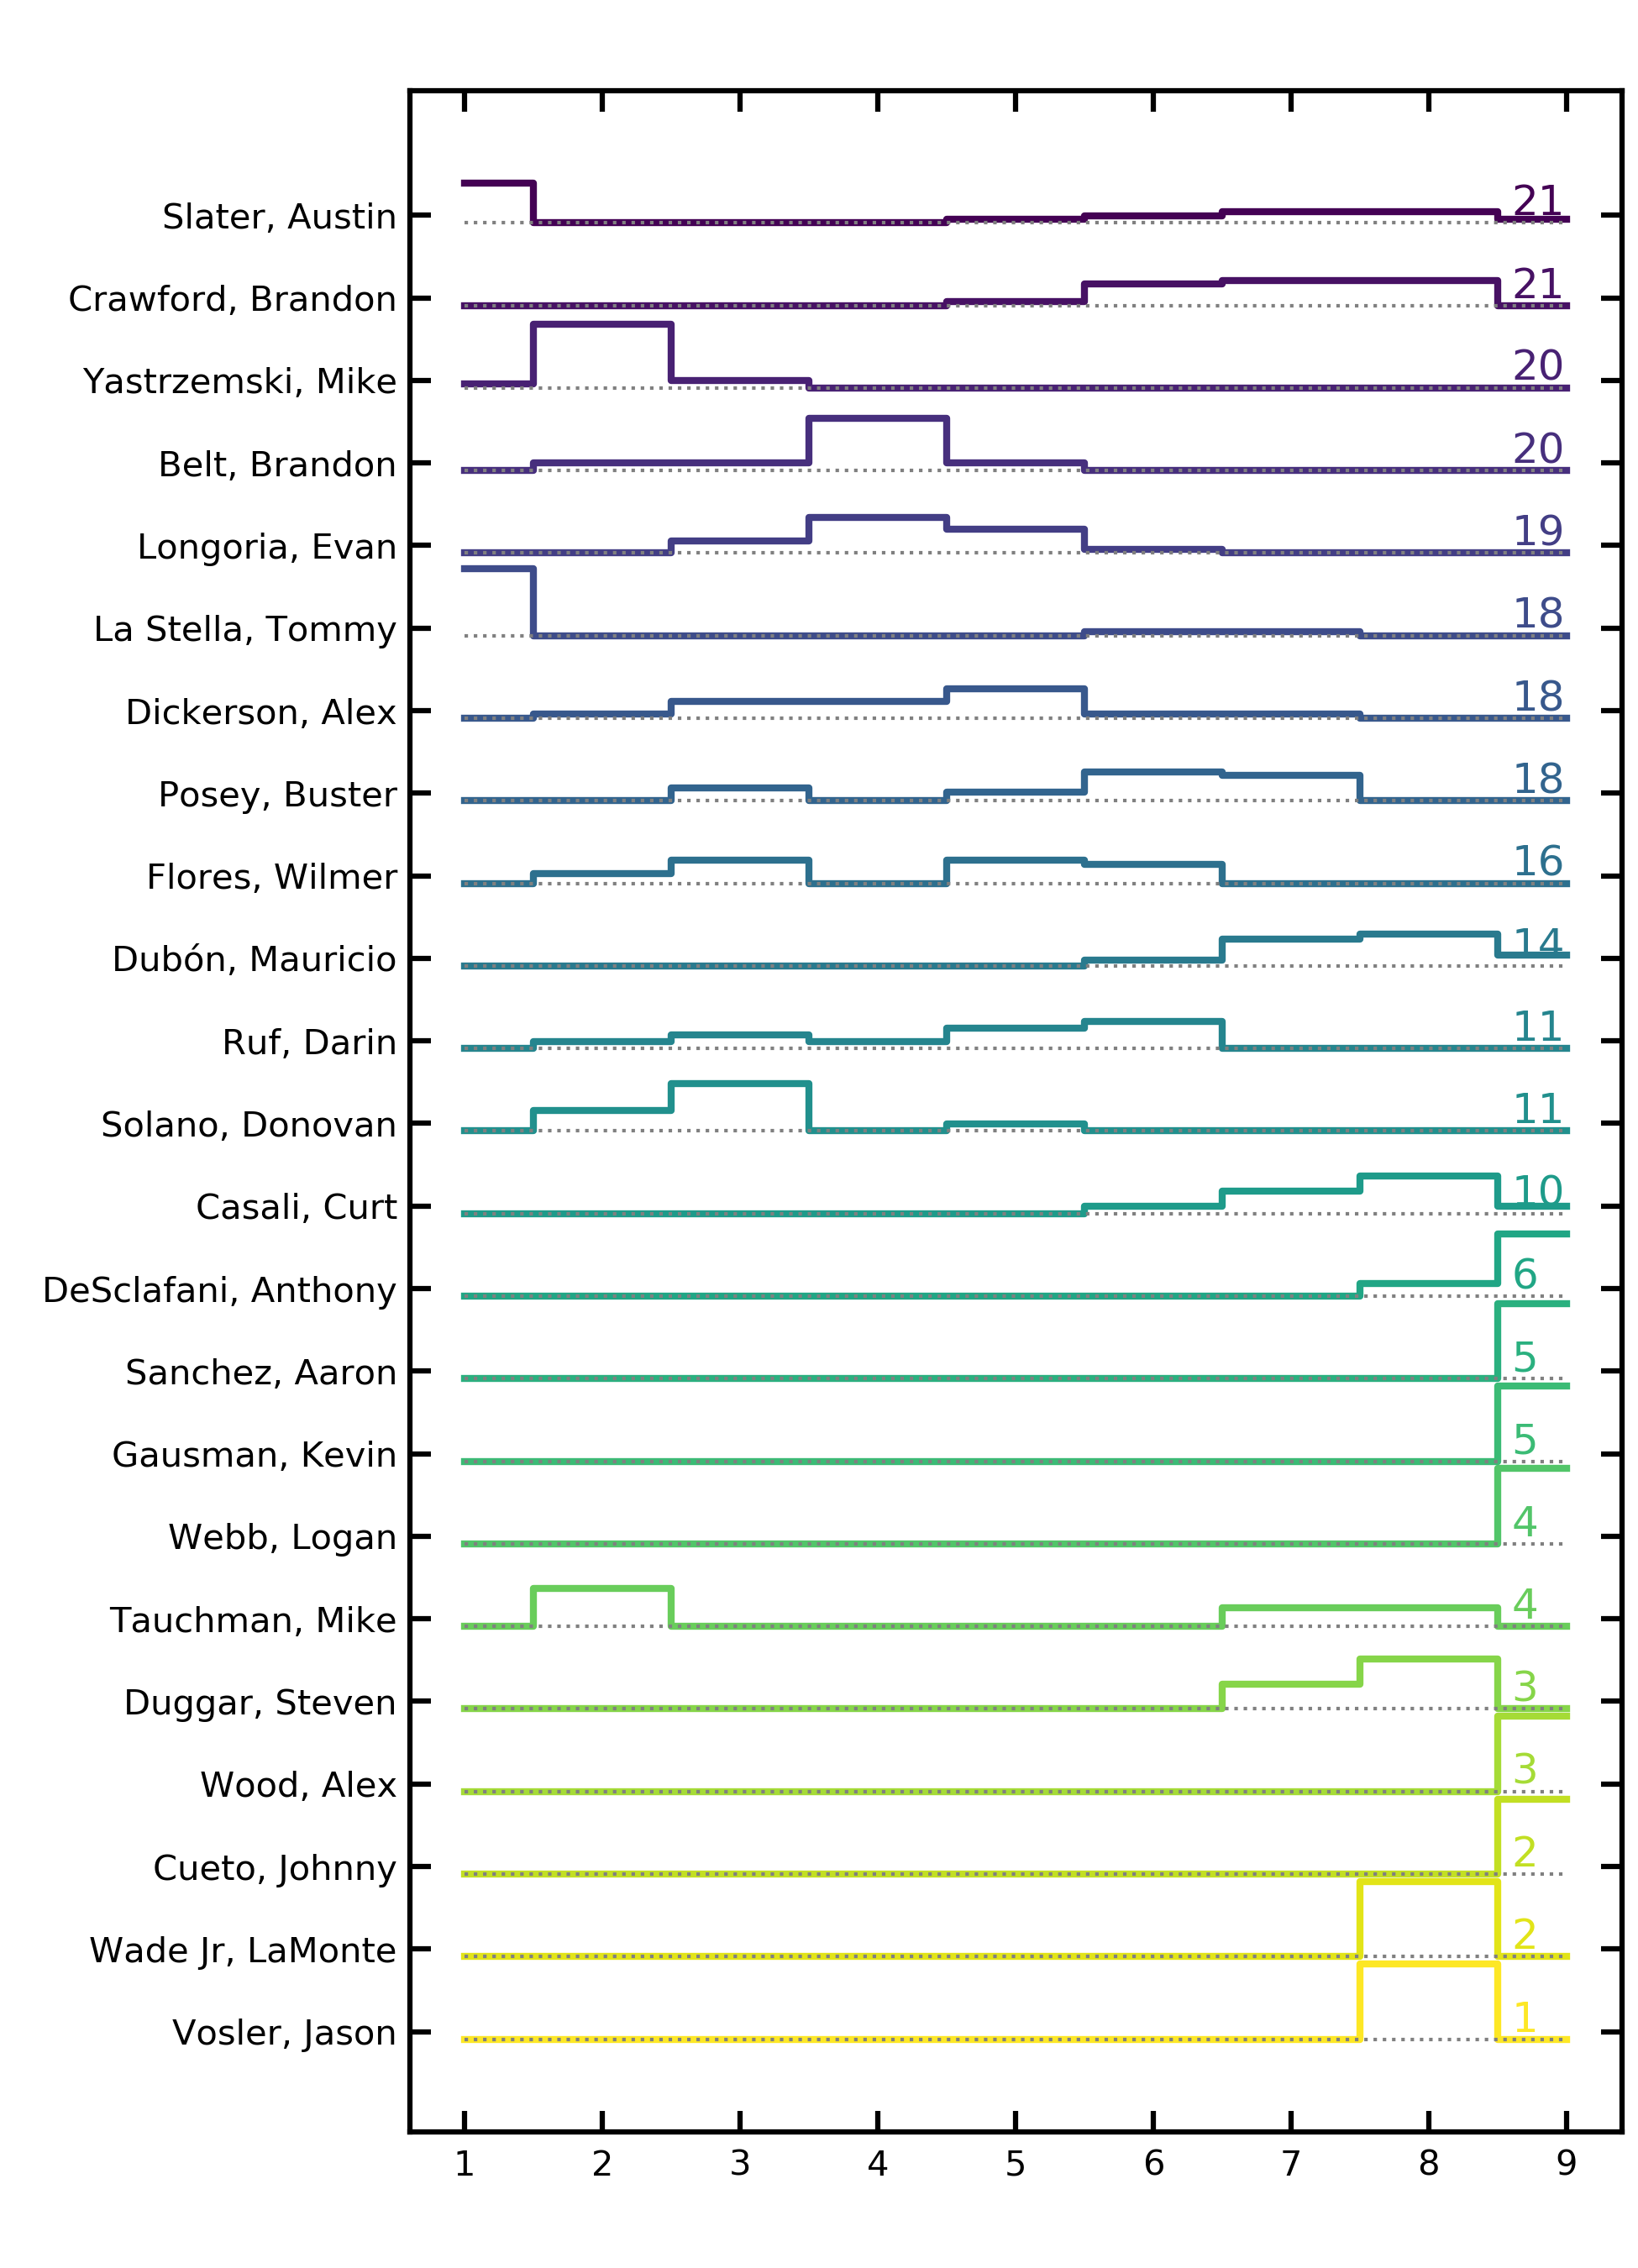 Slater, Austin 21
Crawford, Brandon 21
Yastrzemski, Mike 20
Belt, Brandon 20
Longoria, Evan 19
La Stella, Tommy 18
Dickerson, Alex 18
Posey, Buster 18
Flores, Wilmer 16
Dubón, Mauricio 14
Ruf, Darin 11
Solano, Donovan 11
Casali, Curt 10
DeSclafani, Anthony 6
Sanchez, Aaron 5
Gausman, Kevin 5
Webb, Logan 4
Tauchman, Mike 4
Duggar, Steven 3
Wood, Alex 3
Cueto, Johnny 2
Wade Jr, LaMonte 2
Vosler, Jason 1
1 2 3 4 5 6 7 8 9